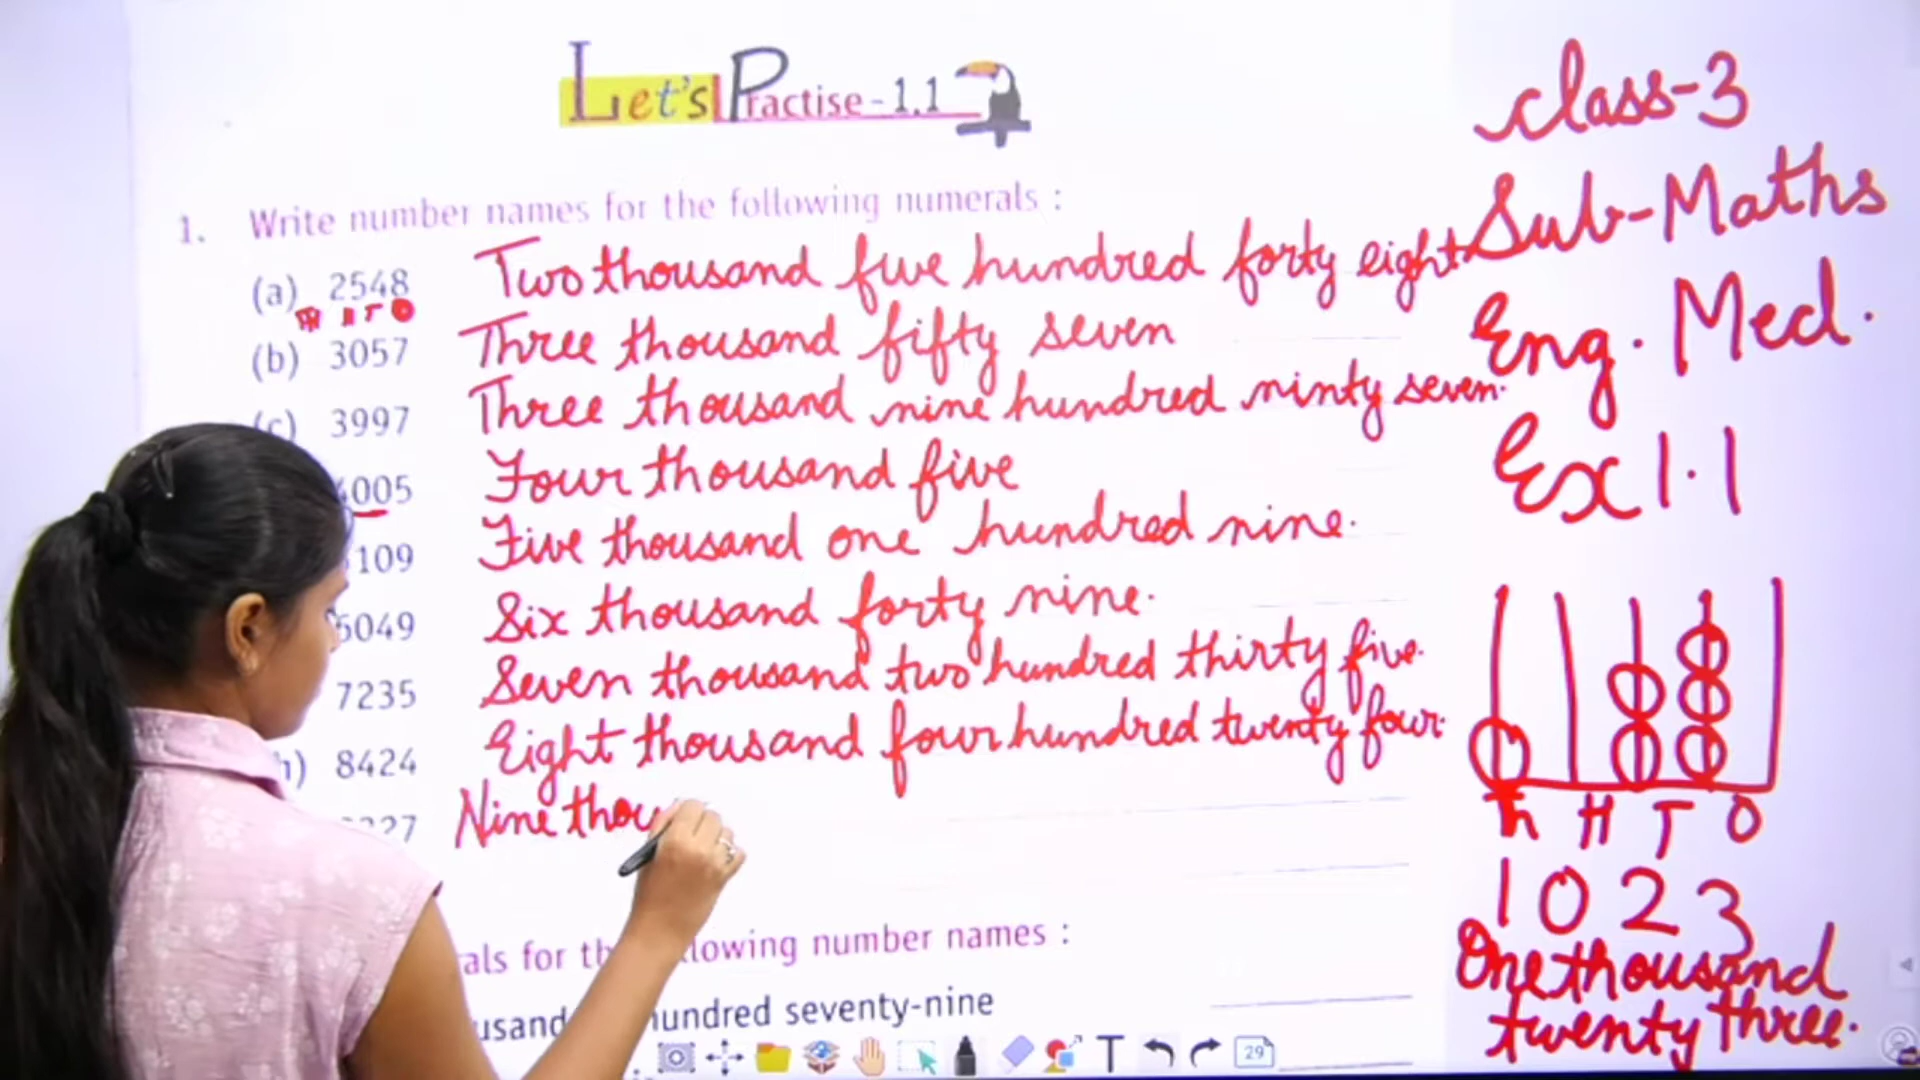 Let's Practise - 1.1
1. Write number names for the following numerals :
(a) 2548 Two thousand five hundred forty eight
TH H T O
(b) 3057 Three thousand fifty seven
(c) 3997 Three thousand nine hundred ninty seven.
005 Four thousand five
109 Five thousand one hundred nine.
6049 Six thousand forty nine.
7235 Seven thousand two hundred thirty five.
h) 8424 Eight thousand four hundred twenty four.
27 Nine thou
als for th lowing number names :
usand hundred seventy-nine
T 29
class-3
Sub-Maths
Eng. Med.
Ex 1.1
Th H T O
1 0 2 3
One thousand
twenty three.